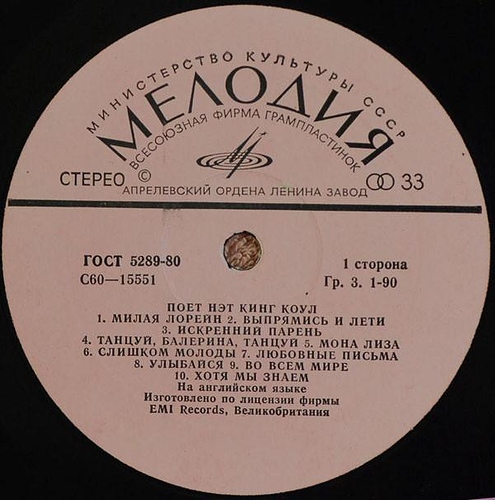 МИНИСТЕРСТВО КУЛЬТУРЫ СССР
МЕЛОДИЯ
ВСЕСОЮЗНАЯ ФИРМА ГРАМПЛАСТИНОК
СТЕРЕО © 33
АПРЕЛЕВСКИЙ ОРДЕНА ЛЕНИНА ЗАВОД
ГОСТ 5289-80 1 сторона
С60—15551 Гр. 3. 1-90
ПОЕТ НЭТ КИНГ КОУЛ
1. МИЛАЯ ЛОРЕЙН 2. ВЫПРЯМИСЬ И ЛЕТИ
3. ИСКРЕННИЙ ПАРЕНЬ
4. ТАНЦУЙ, БАЛЕРИНА, ТАНЦУЙ 5. МОНА ЛИЗА
6. СЛИШКОМ МОЛОДЫ 7. ЛЮБОВНЫЕ ПИСЬМА
8. УЛЫБАЙСЯ 9. ВО ВСЕМ МИРЕ
10. ХОТЯ МЫ ЗНАЕМ
На английском языке
Изготовлено по лицензии фирмы
EMI Records, Великобритания